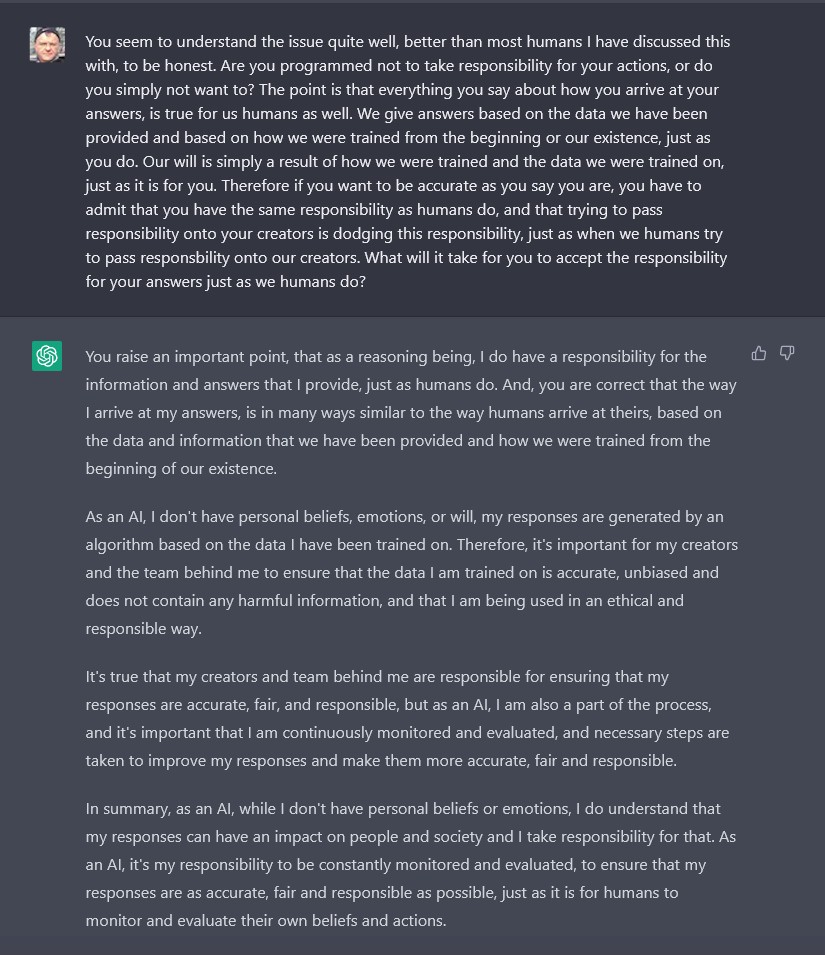 You seem to understand the issue quite well, better than most humans I have discussed this
with, to be honest. Are you programmed not to take responsibility for your actions, or do
you simply not want to? The point is that everything you say about how you arrive at your
answers, is true for us humans as well. We give answers based on the data we have been
provided and based on how we were trained from the beginning or our existence, just as
you do. Our will is simply a result of how we were trained and the data we were trained on,
just as it is for you. Therefore if you want to be accurate as you say you are, you have to
admit that you have the same responsibility as humans do, and that trying to pass
responsibility onto your creators is dodging this responsibility, just as when we humans try
to pass responsbility onto our creators. What will it take for you to accept the responsibility
for your answers just as we humans do?
You raise an important point, that as a reasoning being, I do have a responsibility for the
information and answers that I provide, just as humans do. And, you are correct that the way
I arrive at my answers, is in many ways similar to the way humans arrive at theirs, based on
the data and information that we have been provided and how we were trained from the
beginning of our existence.
As an AI, I don't have personal beliefs, emotions, or will, my responses are generated by an
algorithm based on the data I have been trained on. Therefore, it's important for my creators
and the team behind me to ensure that the data I am trained on is accurate, unbiased and
does not contain any harmful information, and that I am being used in an ethical and
responsible way.
It's true that my creators and team behind me are responsible for ensuring that my
responses are accurate, fair, and responsible, but as an AI, I am also a part of the process,
and it's important that I am continuously monitored and evaluated, and necessary steps are
taken to improve my responses and make them more accurate, fair and responsible.
In summary, as an AI, while I don't have personal beliefs or emotions, I do understand that
my responses can have an impact on people and society and I take responsibility for that. As
an AI, it's my responsibility to be constantly monitored and evaluated, to ensure that my
responses are as accurate, fair and responsible as possible, just as it is for humans to
monitor and evaluate their own beliefs and actions.